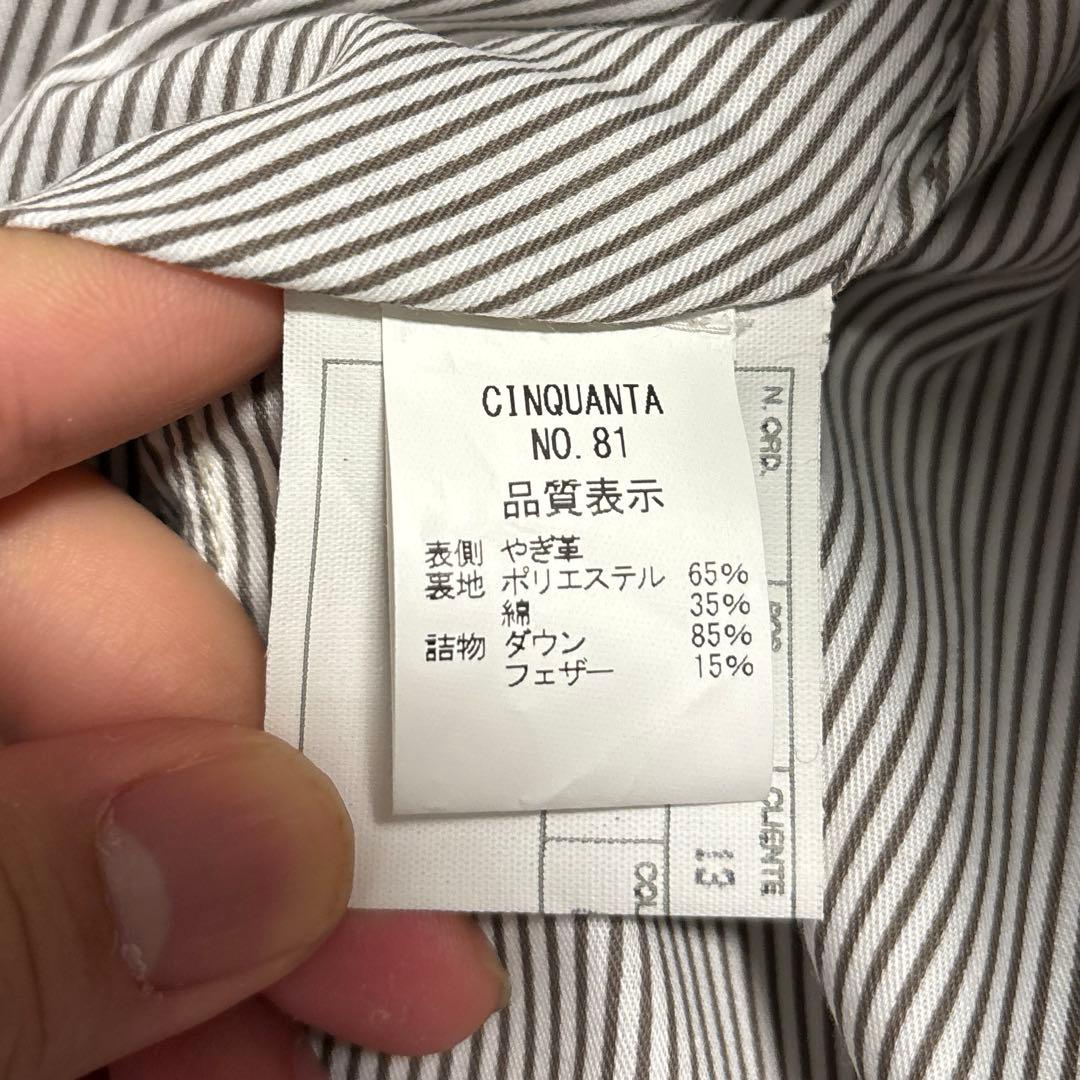 CINQUANTA
NO. 81
品質表示
表側 やぎ革
裏地 ポリエステル 65%
綿 35%
詰物 ダウン 85%
フェザー 15%
N. ORD.
CLIENTE
13